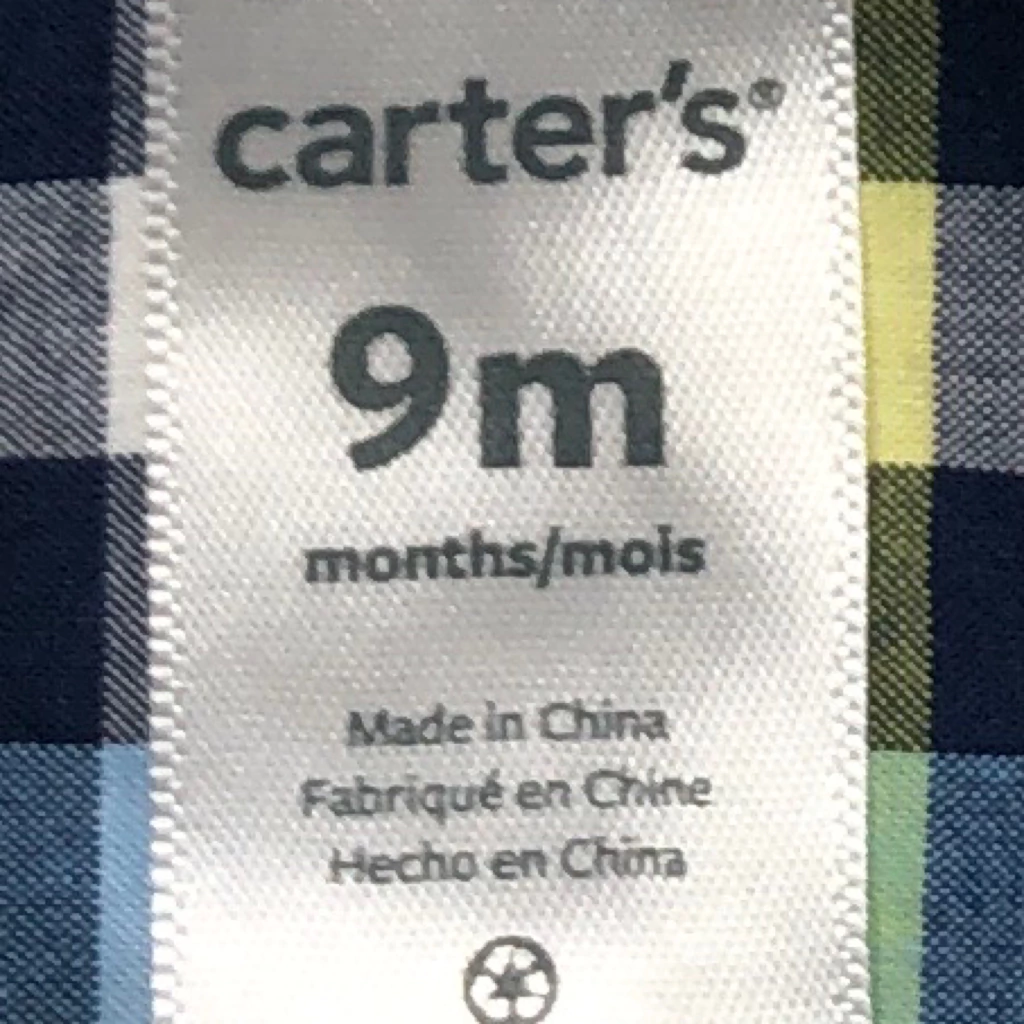 carter's®
9m
months/mois
Made in China
Fabriqué en Chine
Hecho en China